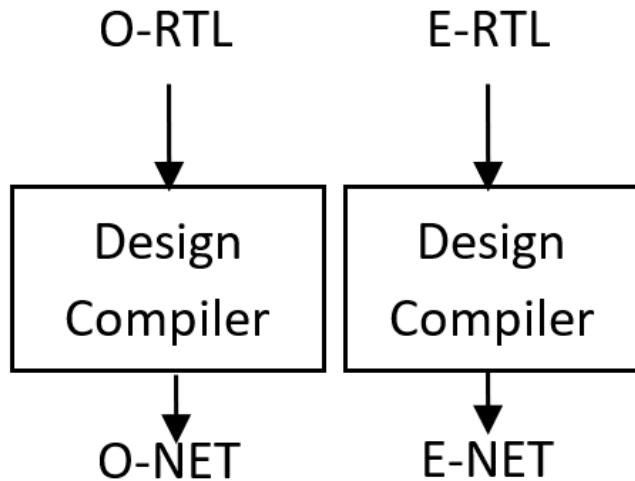 O-RTL
E-RTL
Design
Compiler
Design
Compiler
O-NET
E-NET